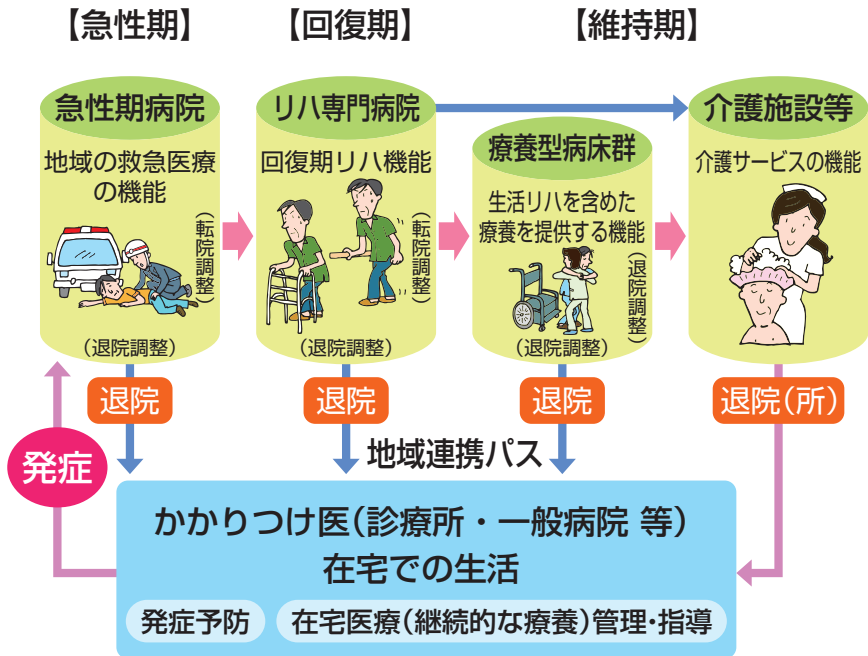 【急性期】
【回復期】
【維持期】
急性期病院
地域の救急医療
の機能
(転院調整)
(退院調整)
リハ専門病院
回復期リハ機能
(転院調整)
(退院調整)
療養型病床群
生活リハを含めた
療養を提供する機能
(退院調整)
(退院調整)
介護施設等
介護サービスの機能
退院
退院
退院
退院(所)
発症
地域連携パス
かかりつけ医(診療所・一般病院 等)
在宅での生活
発症予防
在宅医療(継続的な療養)管理・指導